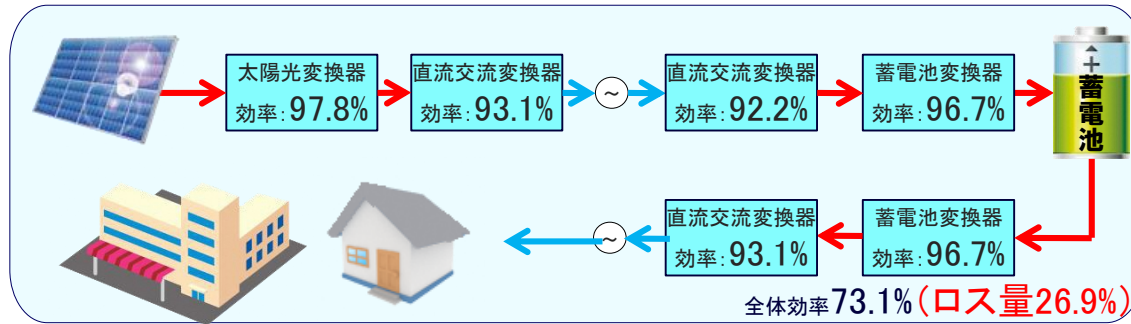 太陽光変換器
効率:97.8%
直流交流変換器
効率:93.1%
~
直流交流変換器
効率:92.2%
蓄電池変換器
効率:96.7%
+
蓄電池
直流交流変換器
効率:93.1%
~
蓄電池変換器
効率:96.7%
全体効率73.1%(ロス量26.9%)